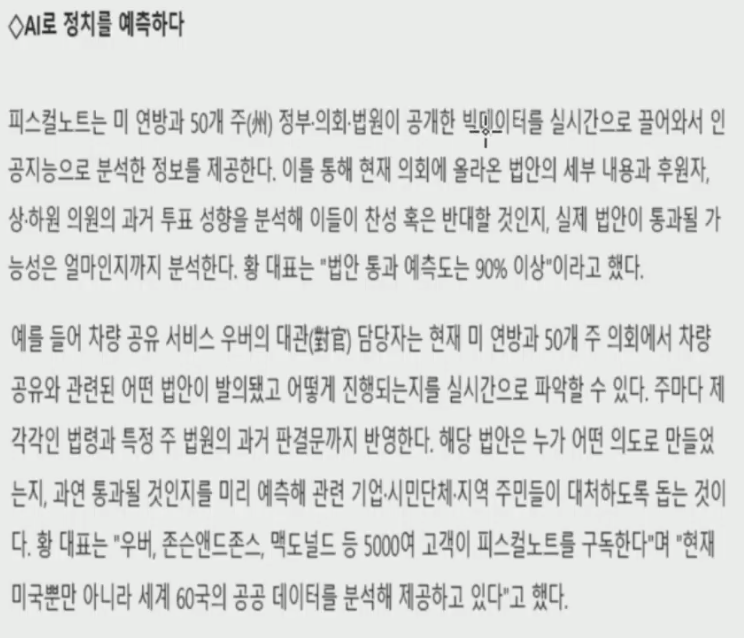 ◇AI로 정치를 예측하다
피스컬노트는 미 연방과 50개 주(州) 정부·의회·법원이 공개한 빅데이터를 실시간으로 끌어와서 인
공지능으로 분석한 정보를 제공한다. 이를 통해 현재 의회에 올라온 법안의 세부 내용과 후원자,
상·하원 의원의 과거 투표 성향을 분석해 이들이 찬성 혹은 반대할 것인지, 실제 법안이 통과될 가
능성은 얼마인지까지 분석한다. 황 대표는 "법안 통과 예측도는 90% 이상"이라고 했다.
예를 들어 차량 공유 서비스 우버의 대관(對官) 담당자는 현재 미 연방과 50개 주 의회에서 차량
공유와 관련된 어떤 법안이 발의됐고 어떻게 진행되는지를 실시간으로 파악할 수 있다. 주마다 제
각각인 법령과 특정 주 법원의 과거 판결문까지 반영한다. 해당 법안은 누가 어떤 의도로 만들었
는지, 과연 통과될 것인지를 미리 예측해 관련 기업·시민단체·지역 주민들이 대처하도록 돕는 것이
다. 황 대표는 "우버, 존슨앤드존스, 맥도널드 등 5000여 고객이 피스컬노트를 구독한다"며 "현재
미국뿐만 아니라 세계 60국의 공공 데이터를 분석해 제공하고 있다"고 했다.